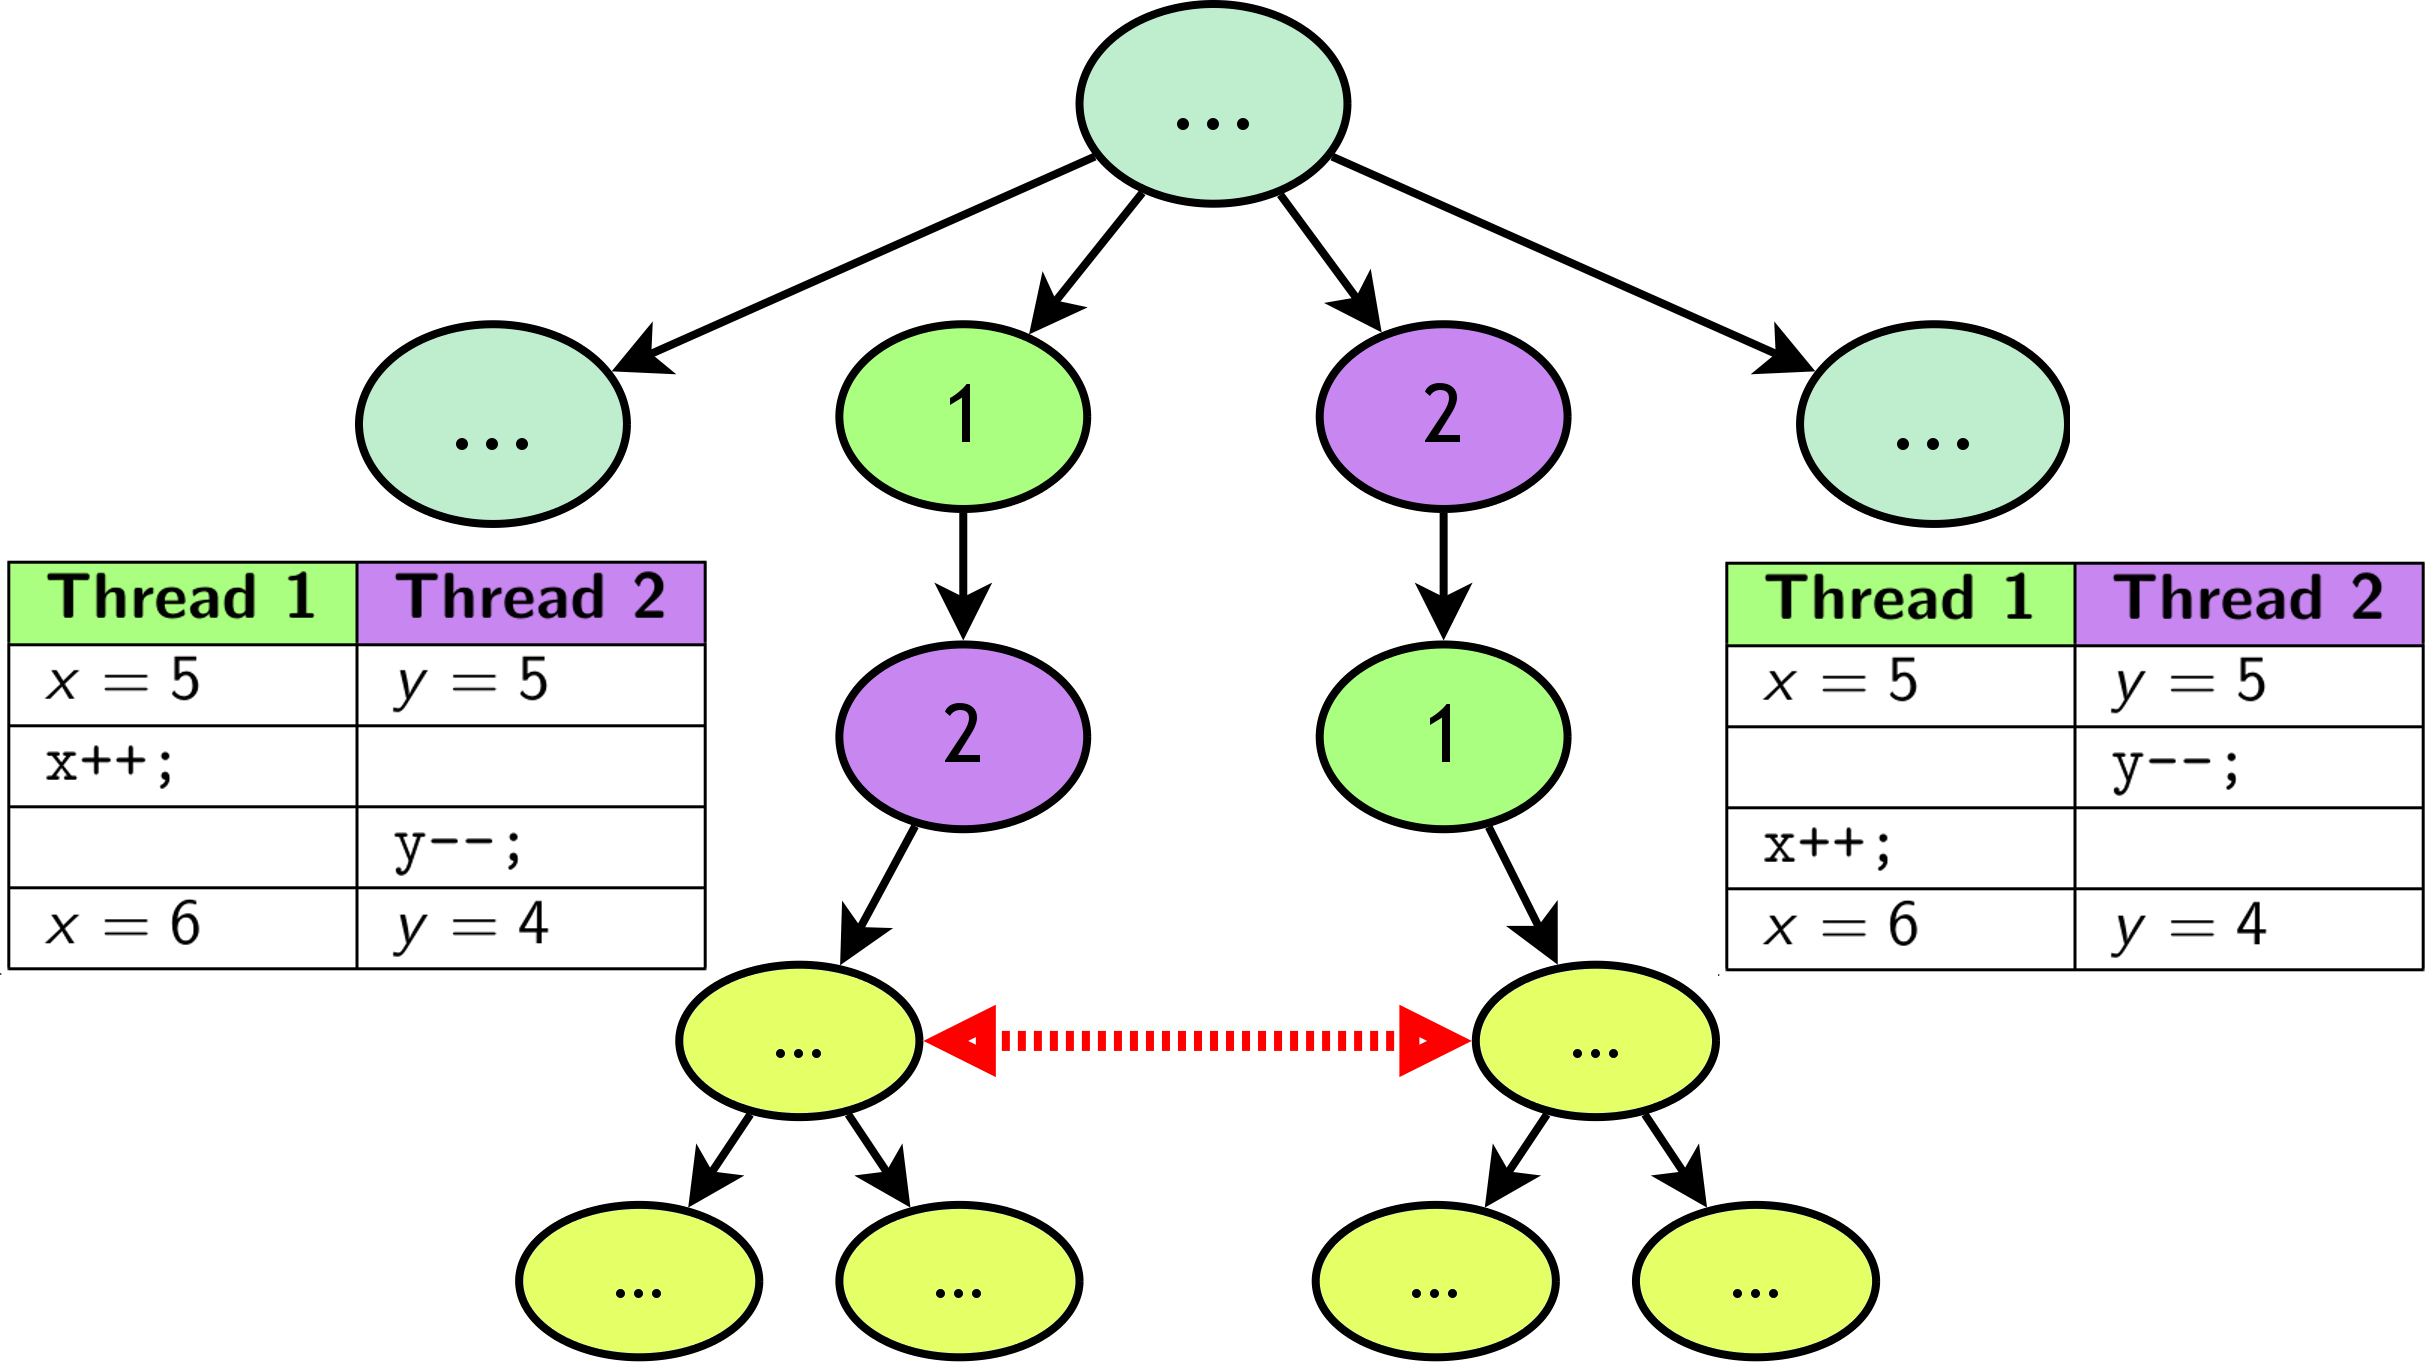 ...
... 1 2 ...
Thread 1 Thread 2
x = 5 y = 5
x++;
y--;
x = 6 y = 4
2 1
Thread 1 Thread 2
x = 5 y = 5
y--;
x++;
x = 6 y = 4
... ...
... ... ... ...